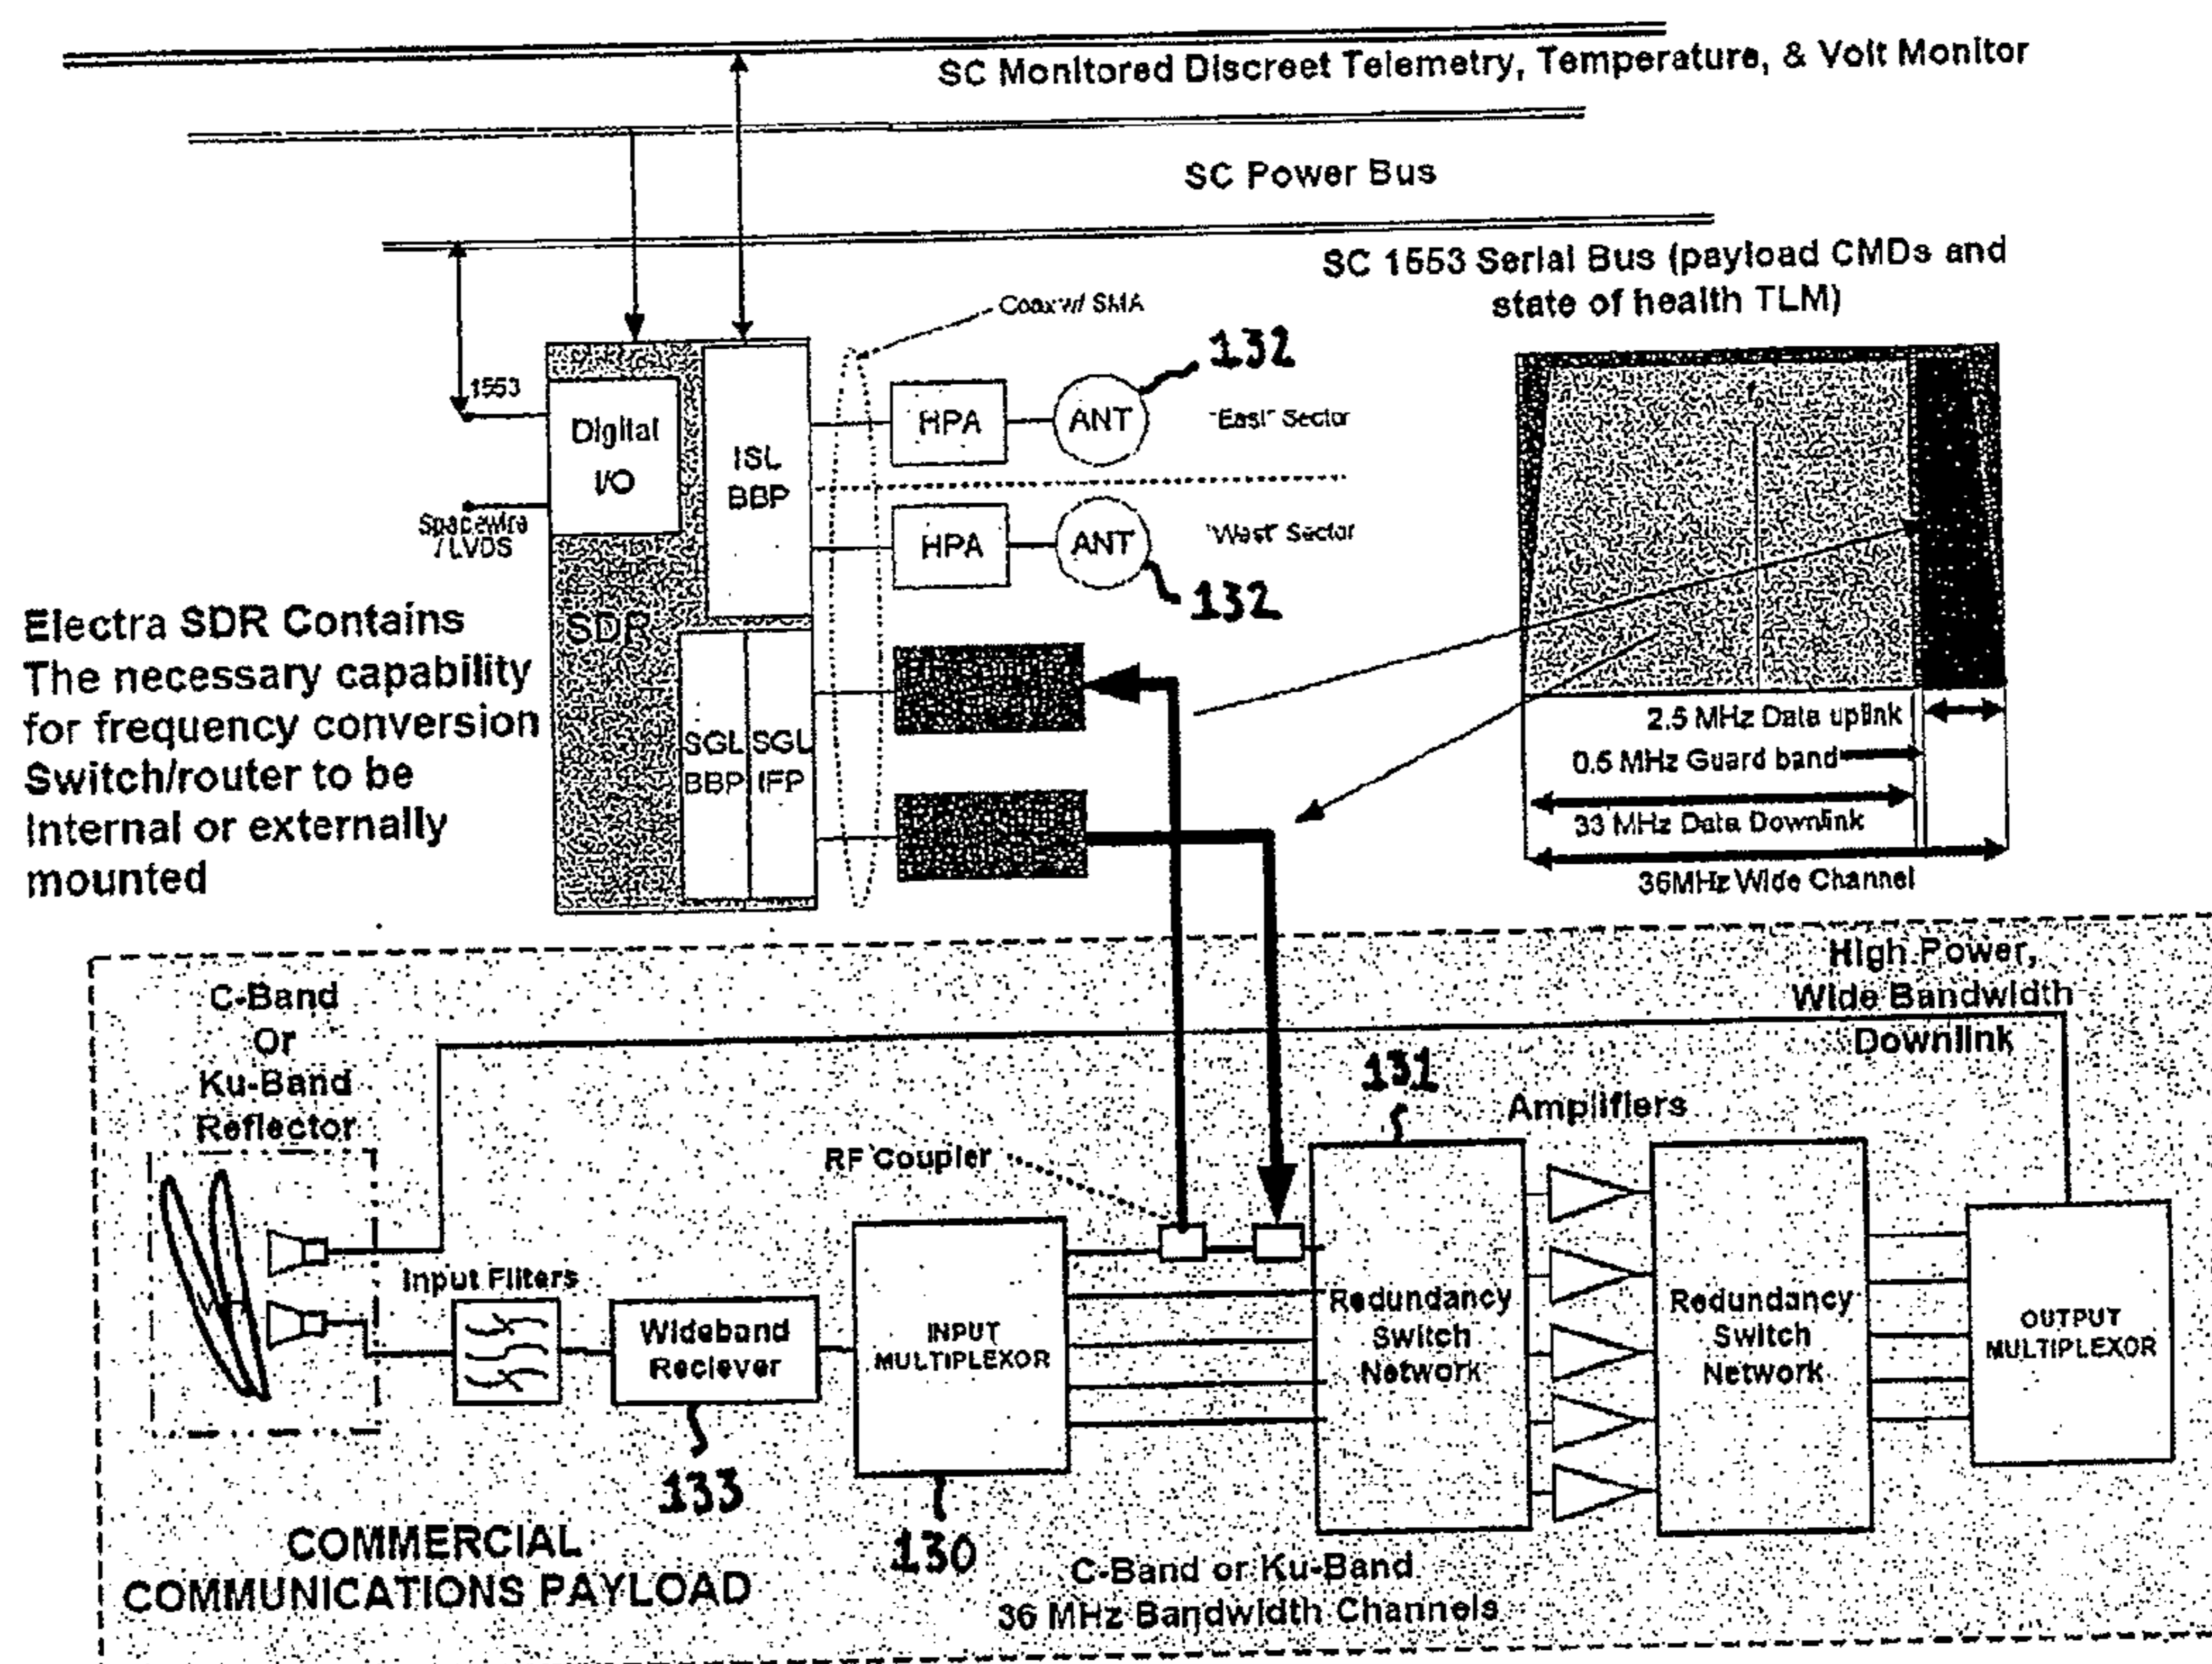 SC Monitored Discreet Telemetry, Temperature, & Volt Monitor
SC Power Bus
SC 1553 Serial Bus (payload CMDs and
state of health TLM)
Coax w/ SMA
132
1553
Digital
I/O
ISL
BBP
HPA
ANT
"East" Sector
Spacewire
/ LVDS
HPA
ANT
"West" Sector
132
SDR
SGL
BBP
SGL
IFP
Electra SDR Contains
The necessary capability
for frequency conversion
Switch/router to be
Internal or externally
mounted
2.5 MHz Data uplink
0.5 MHz Guard band
33 MHz Data Downlink
36MHz Wide Channel
High Power,
Wide Bandwidth
Downlink
C-Band
Or
Ku-Band
Reflector
131
Amplifiers
RF Coupler
Input Filters
Wideband
Reciever
INPUT
MULTIPLEXOR
Redundancy
Switch
Network
Redundancy
Switch
Network
OUTPUT
MULTIPLEXOR
133
130
COMMERCIAL
COMMUNICATIONS PAYLOAD
C-Band or Ku-Band
36 MHz Bandwidth Channels